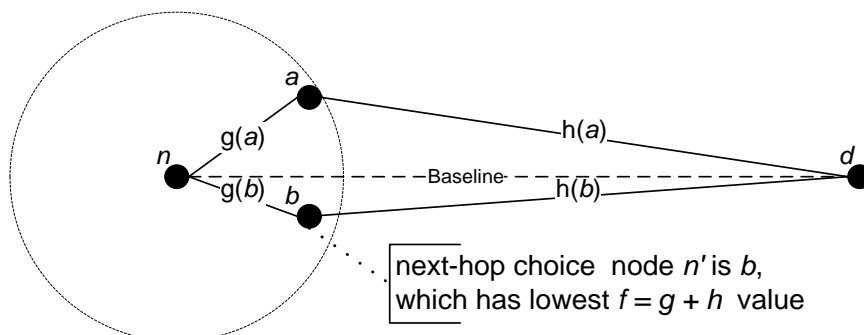 a
g(a)
h(a)
n
d
Baseline
g(b)
b
h(b)
next-hop choice node n' is b,
which has lowest f = g + h value